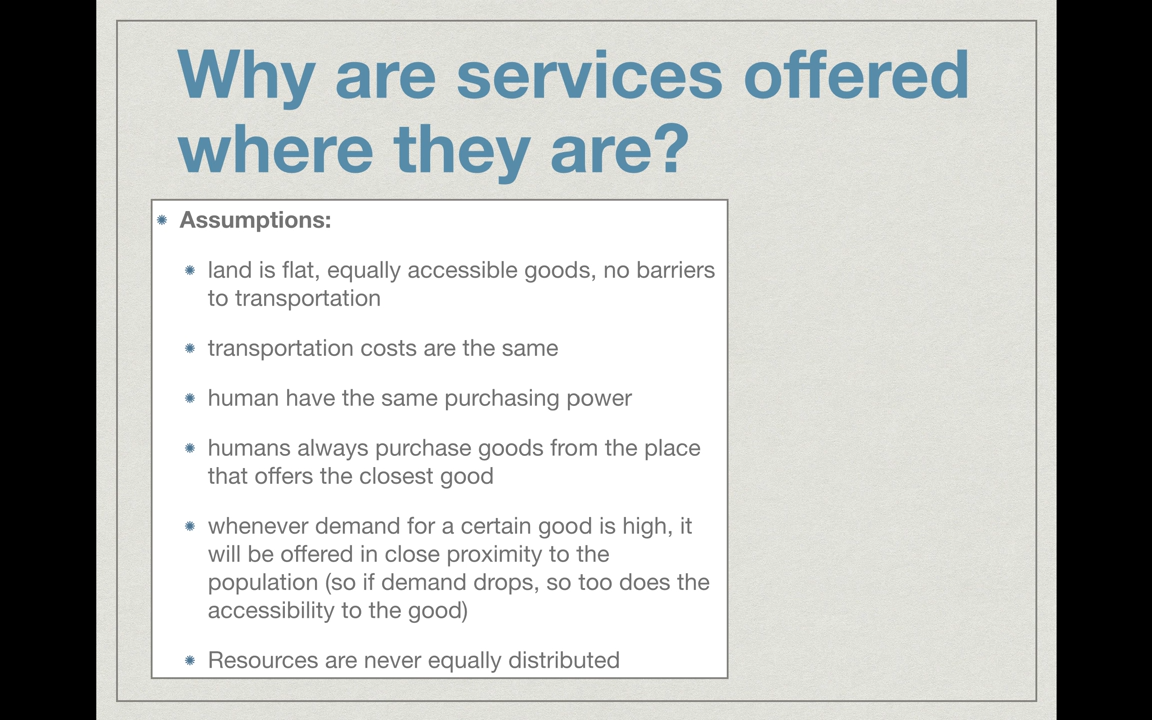 Why are services offered
where they are?
Assumptions:
land is flat, equally accessible goods, no barriers
to transportation
transportation costs are the same
human have the same purchasing power
humans always purchase goods from the place
that offers the closest good
whenever demand for a certain good is high, it
will be offered in close proximity to the
population (so if demand drops, so too does the
accessibility to the good)
Resources are never equally distributed